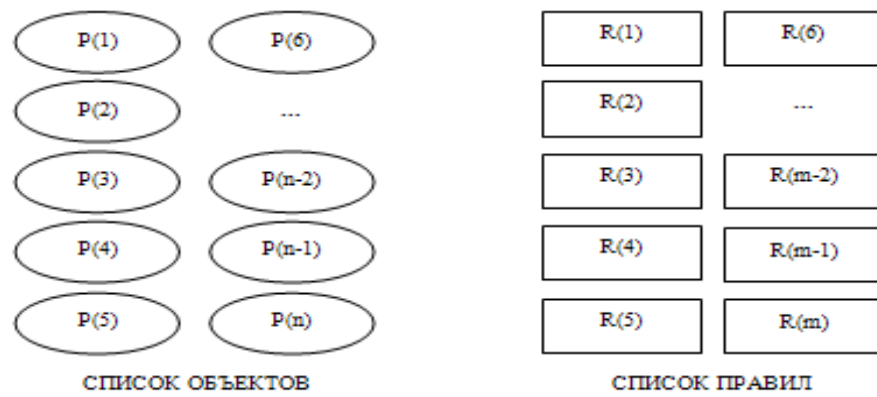 P(1) P(6) R(1) R(6)
P(2) ... R(2) ...
P(3) P(n-2) R(3) R(m-2)
P(4) P(n-1) R(4) R(m-1)
P(5) P(n) R(5) R(m)
СПИСОК ОБЪЕКТОВ СПИСОК ПРАВИЛ